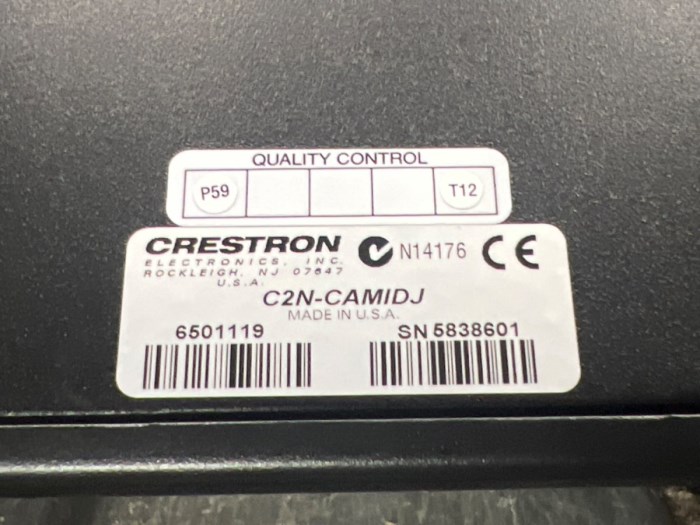 QUALITY CONTROL
P59 T12
CRESTRON
ELECTRONICS, INC.
ROCKLEIGH, NJ 07647
U.S.A.
N14176 CE
C2N-CAMIDJ
MADE IN U.S.A.
6501119 SN 5838601